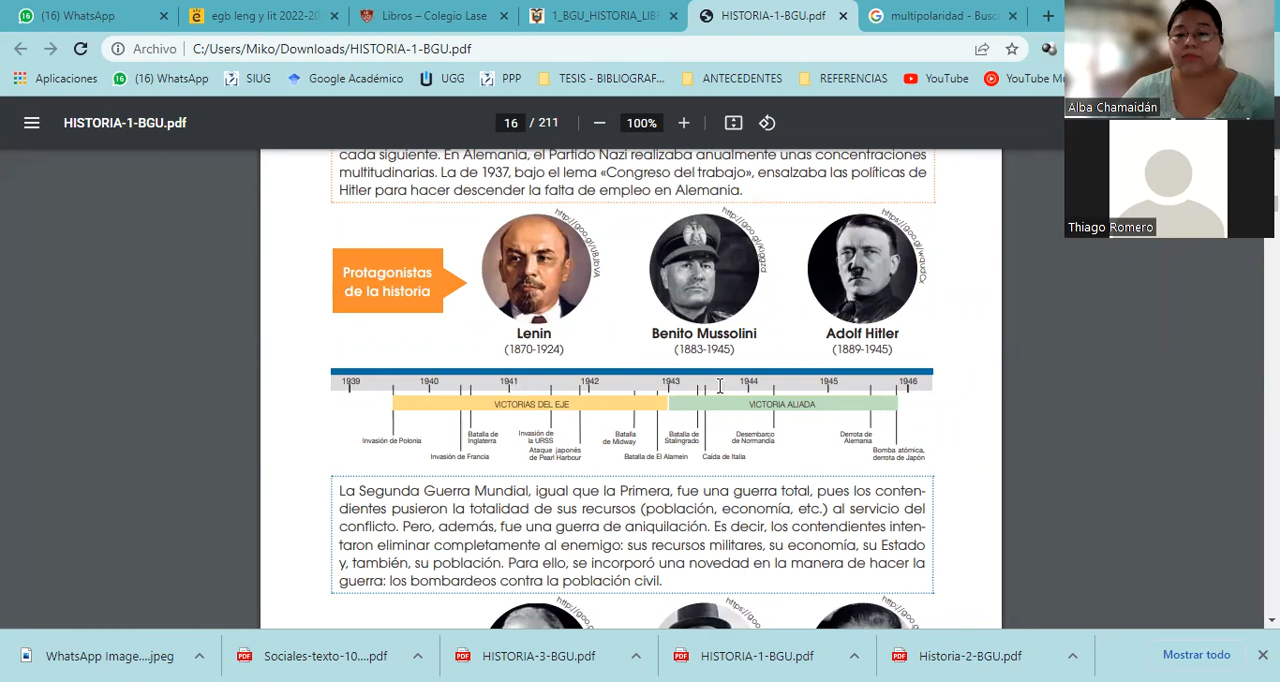 (16) WhatsApp
egb leng y lit 2022-20
Libros – Colegio Lase
1_BGU_HISTORIA_LIBF
HISTORIA-1-BGU.pdf
multipolaridad - Busc
Archivo
C:/Users/Miko/Downloads/HISTORIA-1-BGU.pdf
Aplicaciones
(16) WhatsApp
SIUG
Google Académico
UGG
PPP
TESIS - BIBLIOGRAF...
ANTECEDENTES
REFERENCIAS
YouTube
YouTube Mu
Alba Chamaidán
Thiago Romero
HISTORIA-1-BGU.pdf
16 / 211
100%
cada siguiente. En Alemania, el Partido Nazi realizaba anualmente unas concentraciones
multitudinarias. La de 1937, bajo el lema «Congreso del trabajo», ensalzaba las políticas de
Hitler para hacer descender la falta de empleo en Alemania.
Protagonistas
de la historia
Lenin
(1870-1924)
Benito Mussolini
(1883-1945)
Adolf Hitler
(1889-1945)
1939 1940 1941 1942 1943 1944 1945 1946
VICTORIAS DEL EJE
VICTORIA ALIADA
Invasión de Polonia
Invasión de Francia
Batalla de
Inglaterra
Invasión de
la URSS
Ataque japonés
de Pearl Harbour
Batalla
de Midway
Batalla de El Alamein
Batalla de
Stalingrado
Caída de Italia
Desembarco
de Normandía
Derrota de
Alemania
Bomba atómica,
derrota de Japón
La Segunda Guerra Mundial, igual que la Primera, fue una guerra total, pues los conten-
dientes pusieron la totalidad de sus recursos (población, economía, etc.) al servicio del
conflicto. Pero, además, fue una guerra de aniquilación. Es decir, los contendientes inten-
taron eliminar completamente al enemigo: sus recursos militares, su economía, su Estado
y, también, su población. Para ello, se incorporó una novedad en la manera de hacer la
guerra: los bombardeos contra la población civil.
WhatsApp Image....jpeg
Sociales-texto-10....pdf
HISTORIA-3-BGU.pdf
HISTORIA-1-BGU.pdf
Historia-2-BGU.pdf
Mostrar todo